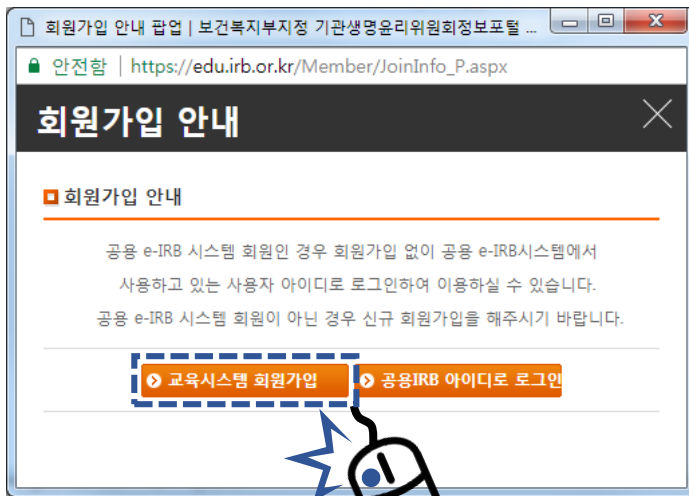 회원가입 안내 팝업 | 보건복지부지정 기관생명윤리위원회정보포털 ...
안전함 | https://edu.irb.or.kr/Member/JoinInfo_P.aspx
회원가입 안내
회원가입 안내
공용 e-IRB 시스템 회원인 경우 회원가입 없이 공용 e-IRB시스템에서
사용하고 있는 사용자 아이디로 로그인하여 이용하실 수 있습니다.
공용 e-IRB 시스템 회원이 아닌 경우 신규 회원가입을 해주시기 바랍니다.
교육시스템 회원가입
공용IRB 아이디로 로그인